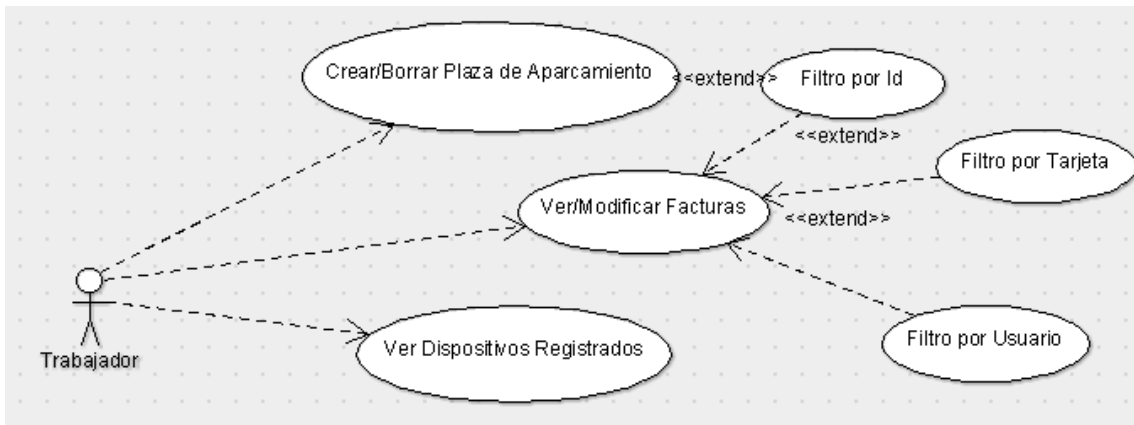 Crear/Borrar Plaza de Aparcamiento
<<extend>>
Filtro por Id
<<extend>>
Filtro por Tarjeta
Ver/Modificar Facturas
<<extend>>
Filtro por Usuario
Ver Dispositivos Registrados
Trabajador